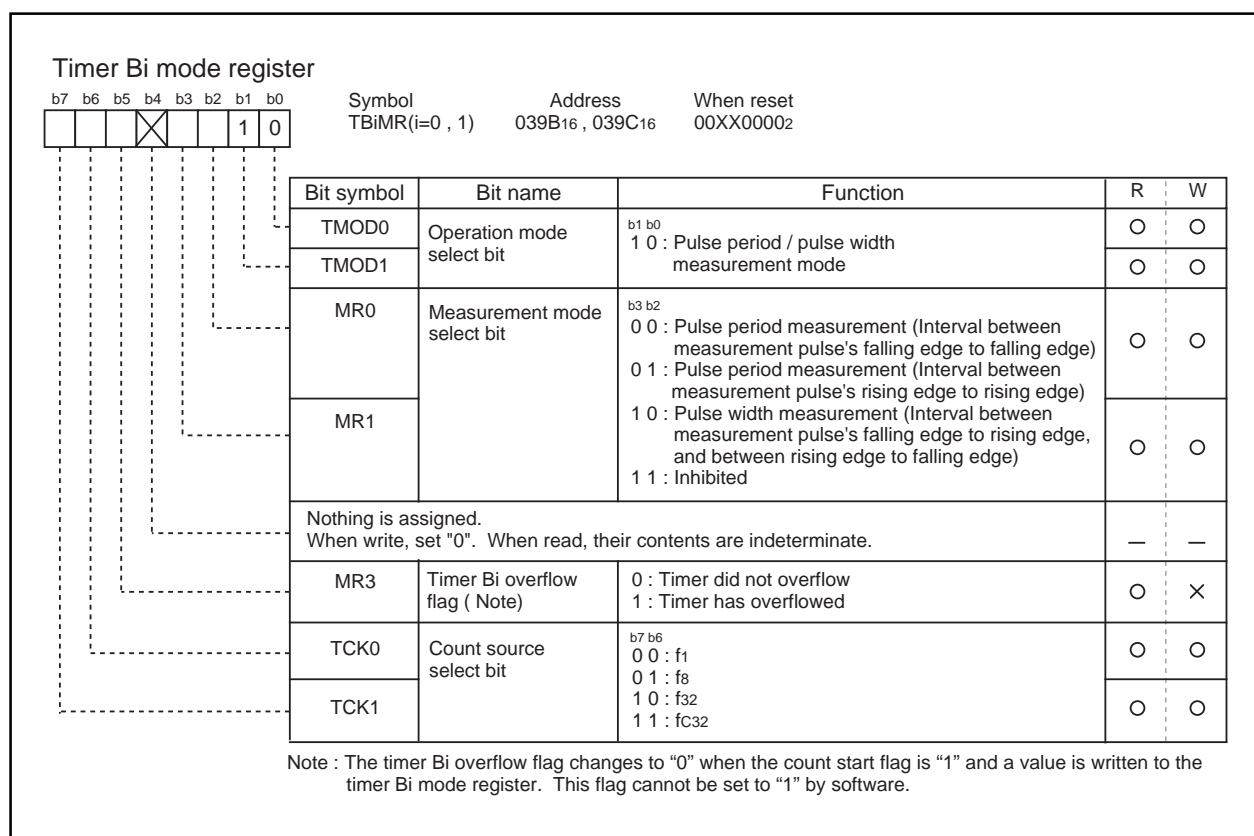 Timer Bi mode register
b7 b6 b5 b4 b3 b2 b1 b0
1 0
Symbol Address When reset
TBiMR(i=0 , 1) 039B16 , 039C16 00XX00002
Bit symbol Bit name Function R W
TMOD0 Operation mode select bit
TMOD1
b1 b0
1 0 : Pulse period / pulse width
measurement mode
MR0 Measurement mode
select bit
MR1
b3 b2
0 0 : Pulse period measurement (Interval between
measurement pulse's falling edge to falling edge)
0 1 : Pulse period measurement (Interval between
measurement pulse's rising edge to rising edge)
1 0 : Pulse width measurement (Interval between
measurement pulse's falling edge to rising edge,
and between rising edge to falling edge)
1 1 : Inhibited
Nothing is assigned.
When write, set "0". When read, their contents are indeterminate.
MR3 Timer Bi overflow
flag ( Note)
0 : Timer did not overflow
1 : Timer has overflowed
TCK0 Count source
select bit
TCK1
b7 b6
0 0 : f1
0 1 : f8
1 0 : f32
1 1 : fC32
Note : The timer Bi overflow flag changes to “0” when the count start flag is “1” and a value is written to the
timer Bi mode register. This flag cannot be set to “1” by software.